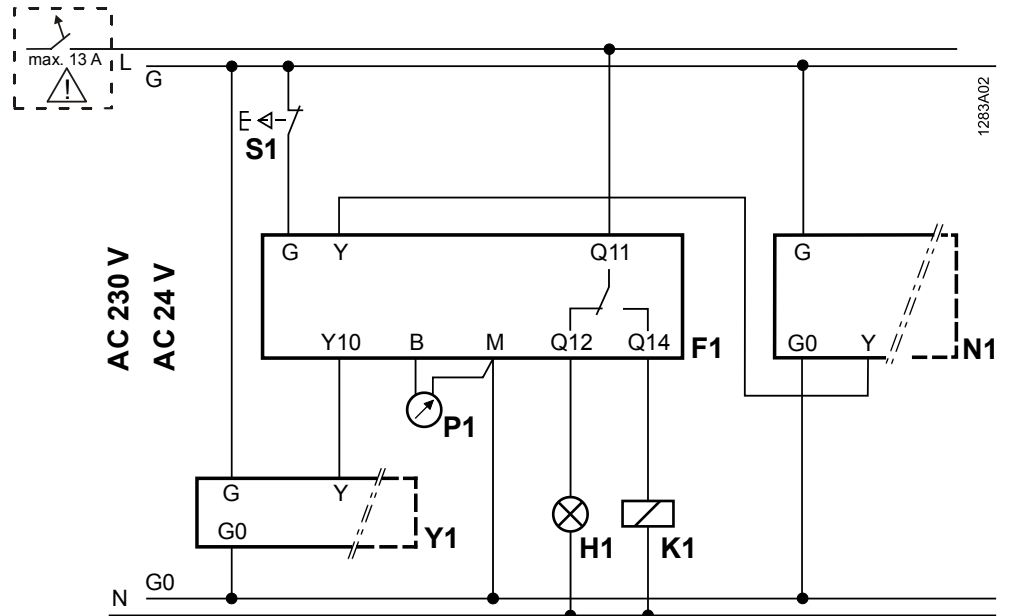 max. 13 A
L
G
1283A02
S1
AC 230 V
AC 24 V
G Y Q11
G
Y10 B M Q12 Q14
F1
G0 Y
N1
P1
G Y
G0
Y1
H1
K1
G0
N